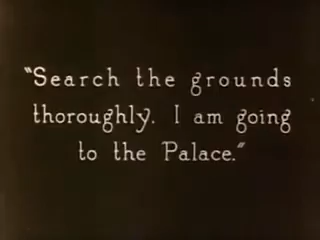 "Search the grounds
thoroughly. I am going
to the Palace."